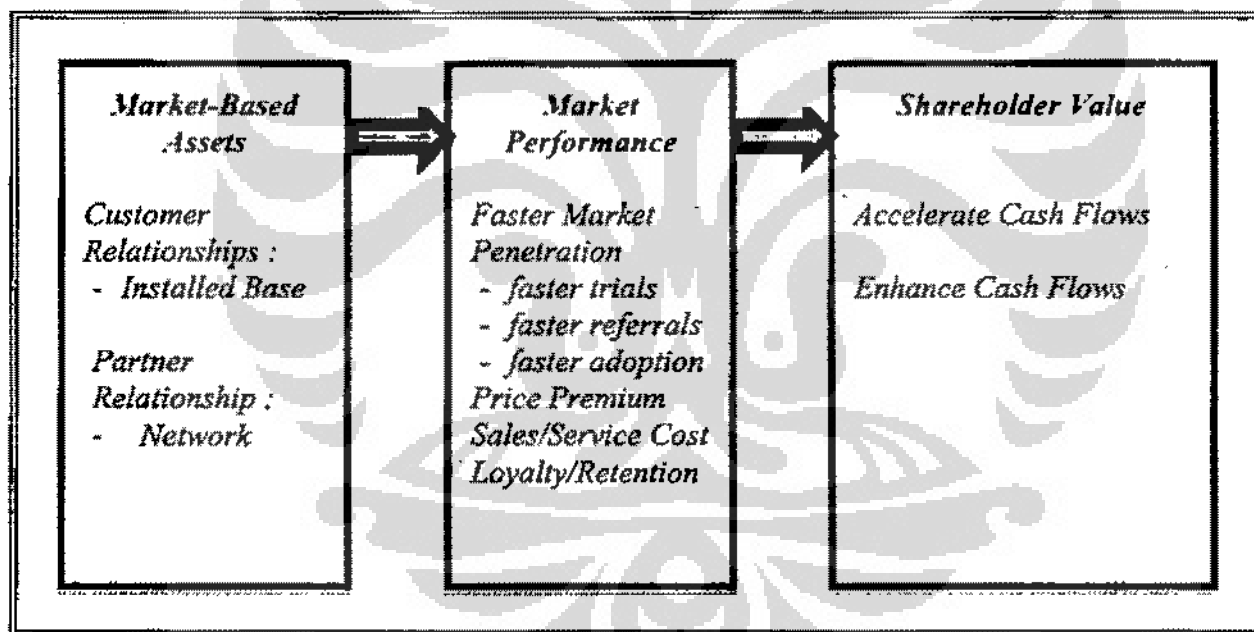 Market-Based
Assets
Customer
Relationships :
- Installed Base
Partner
Relationship :
- Network
Market
Performance
Faster Market
Penetration
- faster trials
- faster referrals
- faster adoption
Price Premium
Sales/Service Cost
Loyalty/Retention
Shareholder Value
Accelerate Cash Flows
Enhance Cash Flows